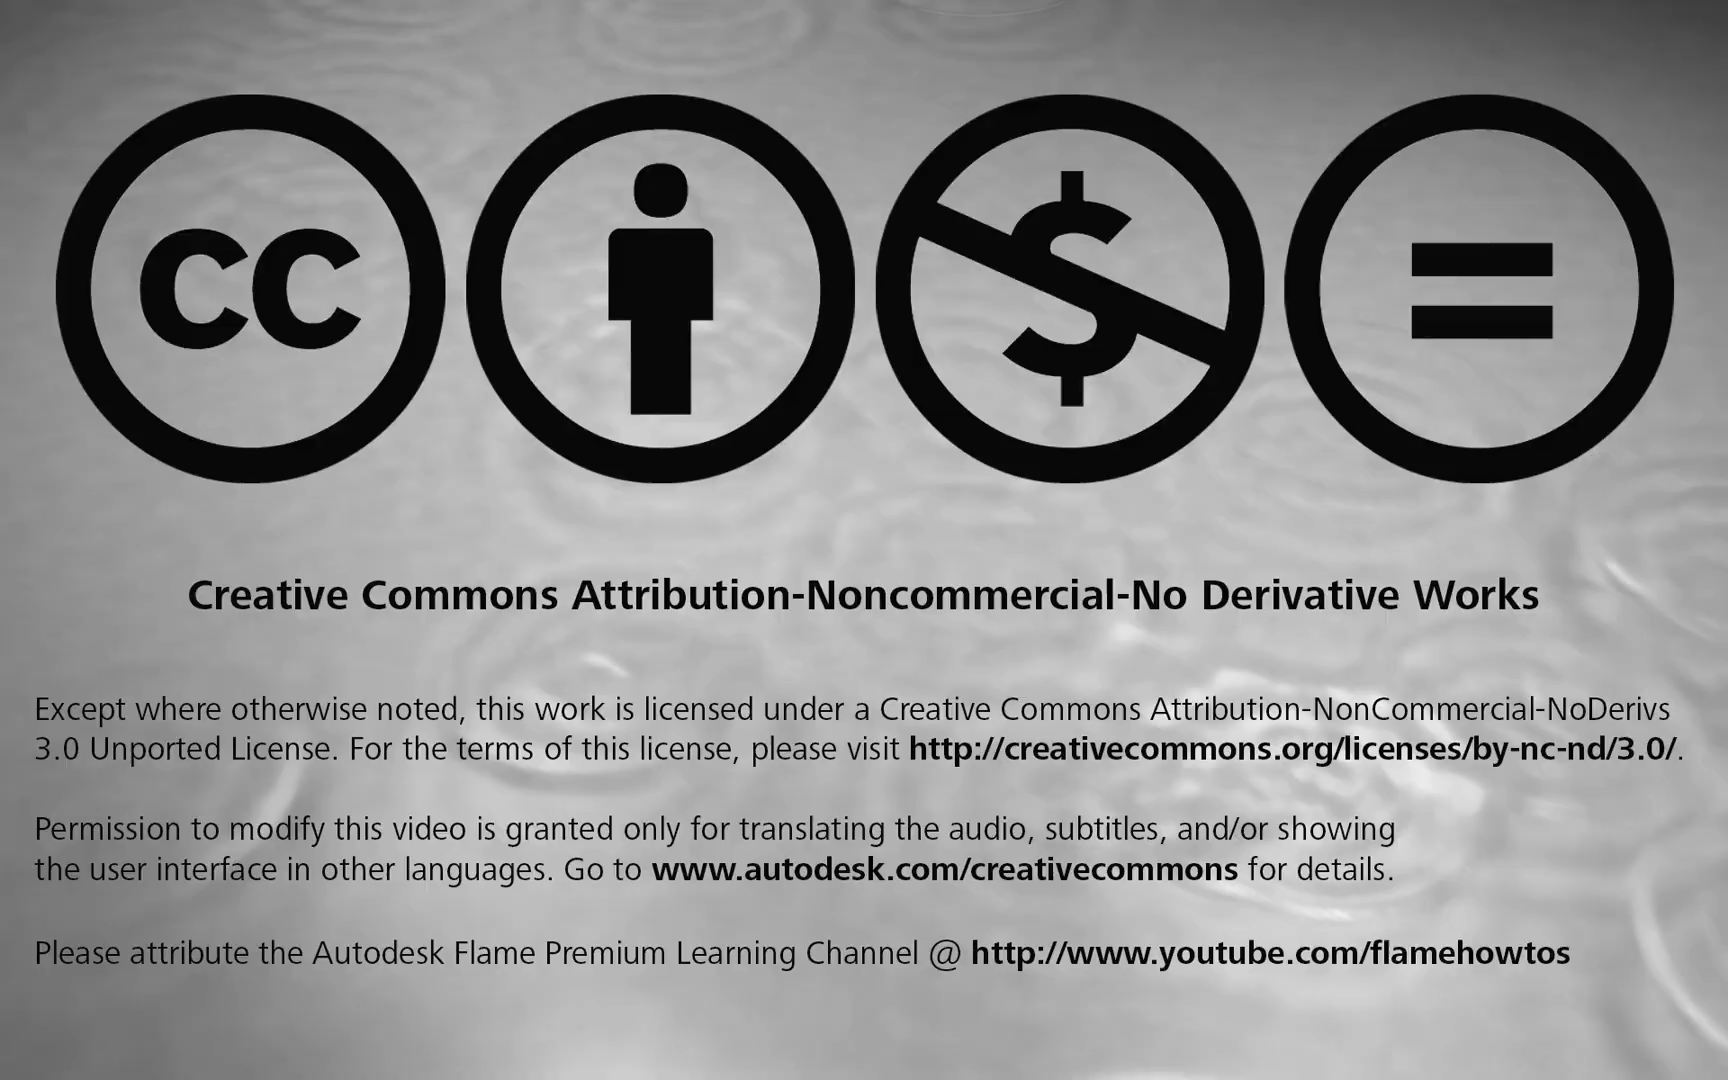 cc
$
=
Creative Commons Attribution-Noncommercial-No Derivative Works
Except where otherwise noted, this work is licensed under a Creative Commons Attribution-NonCommercial-NoDerivs
3.0 Unported License. For the terms of this license, please visit http://creativecommons.org/licenses/by-nc-nd/3.0/.
Permission to modify this video is granted only for translating the audio, subtitles, and/or showing
the user interface in other languages. Go to www.autodesk.com/creativecommons for details.
Please attribute the Autodesk Flame Premium Learning Channel @ http://www.youtube.com/flamehowtos